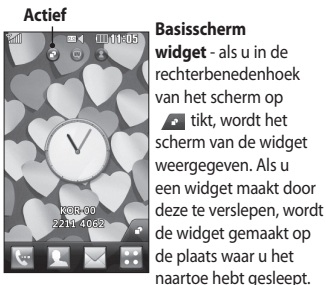 Actief
11:05
KOR-00
2211 4062
Basisscherm
widget - als u in de
rechterbenedenhoek
van het scherm op
tikt, wordt het
scherm van de widget
weergegeven. Als u
een widget maakt door
deze te verslepen, wordt
de widget gemaakt op
de plaats waar u het
naartoe hebt gesleept.